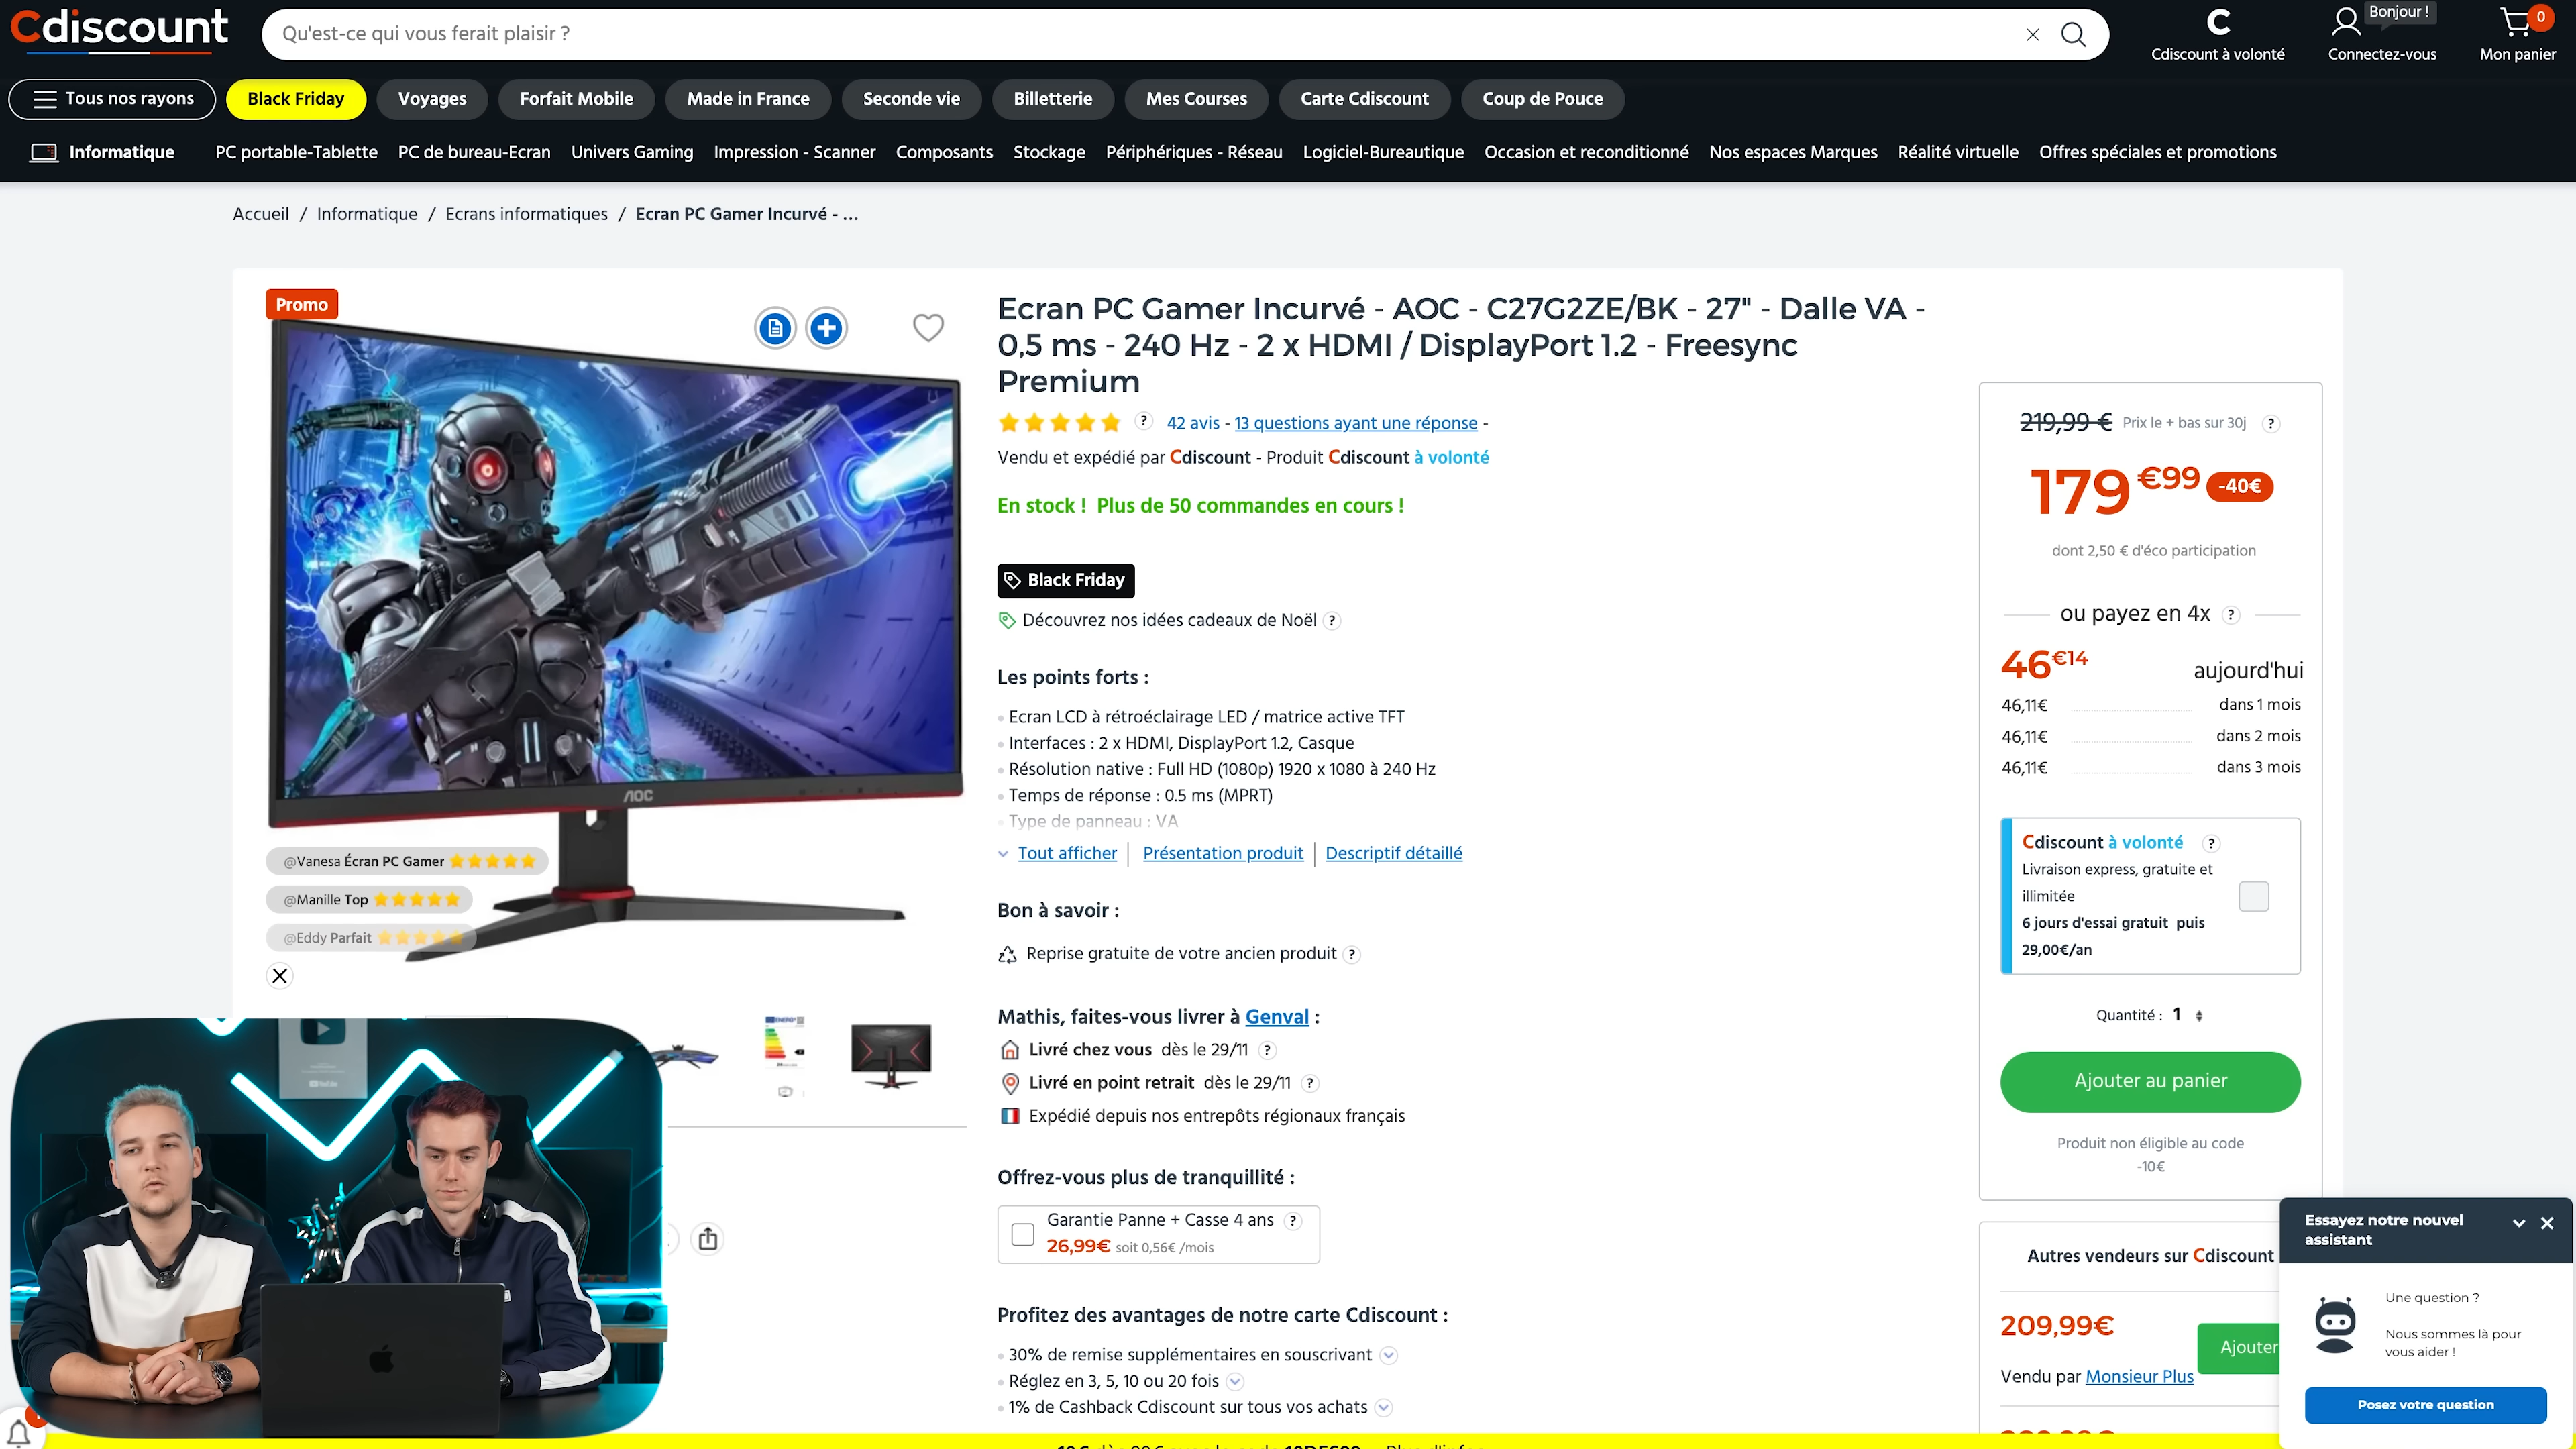 Cdiscount
Qu'est-ce qui vous ferait plaisir ?
Cdiscount à volonté
Bonjour !
Connectez-vous
0
Mon panier
Tous nos rayons
Black Friday
Voyages
Forfait Mobile
Made in France
Seconde vie
Billetterie
Mes Courses
Carte Cdiscount
Coup de Pouce
Informatique
PC portable-Tablette
PC de bureau-Ecran
Univers Gaming
Impression - Scanner
Composants
Stockage
Périphériques - Réseau
Logiciel-Bureautique
Occasion et reconditionné
Nos espaces Marques
Réalité virtuelle
Offres spéciales et promotions
Accueil / Informatique / Ecrans informatiques / Ecran PC Gamer Incurvé - ...
Promo
AOC
@Vanesa Écran PC Gamer
@Manille Top
@Eddy Parfait
Ecran PC Gamer Incurvé - AOC - C27G2ZE/BK - 27" - Dalle VA -
0,5 ms - 240 Hz - 2 x HDMI / DisplayPort 1.2 - Freesync
Premium
? 42 avis - 13 questions ayant une réponse -
Vendu et expédié par Cdiscount - Produit Cdiscount à volonté
En stock ! Plus de 50 commandes en cours !
Black Friday
Découvrez nos idées cadeaux de Noël ?
Les points forts :
Ecran LCD à rétroéclairage LED / matrice active TFT
Interfaces : 2 x HDMI, DisplayPort 1.2, Casque
Résolution native : Full HD (1080p) 1920 x 1080 à 240 Hz
Temps de réponse : 0.5 ms (MPRT)
Type de panneau : VA
Tout afficher | Présentation produit | Descriptif détaillé
Bon à savoir :
Reprise gratuite de votre ancien produit ?
Mathis, faites-vous livrer à Genval :
Livré chez vous dès le 29/11 ?
Livré en point retrait dès le 29/11 ?
Expédié depuis nos entrepôts régionaux français
Offrez-vous plus de tranquillité :
Garantie Panne + Casse 4 ans ?
26,99€ soit 0,56€ /mois
Profitez des avantages de notre carte Cdiscount :
30% de remise supplémentaires en souscrivant
Réglez en 3, 5, 10 ou 20 fois
1% de Cashback Cdiscount sur tous vos achats
219,99 € Prix le + bas sur 30j ?
179€99 -40€
dont 2,50 € d'éco participation
ou payez en 4x ?
46€14 aujourd'hui
46,11€ dans 1 mois
46,11€ dans 2 mois
46,11€ dans 3 mois
Cdiscount à volonté ?
Livraison express, gratuite et
illimitée
6 jours d'essai gratuit puis
29,00€/an
Quantité : 1
Ajouter au panier
Produit non éligible au code
-10€
Autres vendeurs sur Cdiscount
209,99€
Ajouter
Vendu par Monsieur Plus
Essayez notre nouvel
assistant
Une question ?
Nous sommes là pour
vous aider !
Posez votre question